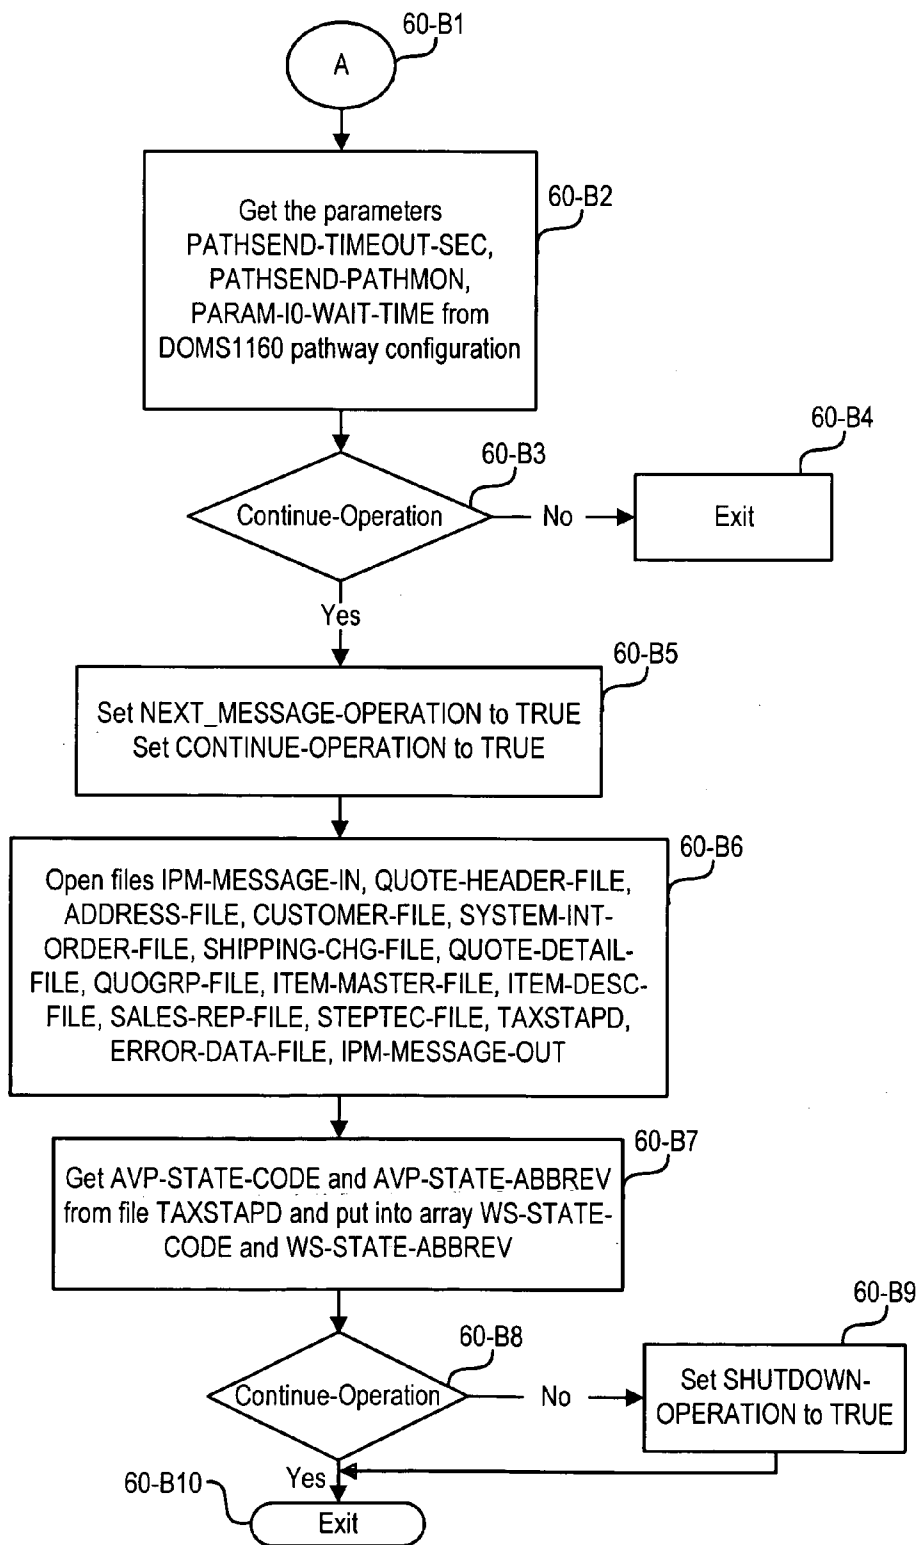 60-B1
A
60-B2
Get the parameters
PATHSEND-TIMEOUT-SEC,
PATHSEND-PATHMON,
PARAM-I0-WAIT-TIME from
DOMS1160 pathway configuration
60-B3
Continue-Operation
No
60-B4
Exit
Yes
60-B5
Set NEXT_MESSAGE-OPERATION to TRUE
Set CONTINUE-OPERATION to TRUE
60-B6
Open files IPM-MESSAGE-IN, QUOTE-HEADER-FILE,
ADDRESS-FILE, CUSTOMER-FILE, SYSTEM-INT-
ORDER-FILE, SHIPPING-CHG-FILE, QUOTE-DETAIL-
FILE, QUOGRP-FILE, ITEM-MASTER-FILE, ITEM-DESC-
FILE, SALES-REP-FILE, STEPTEC-FILE, TAXSTAPD,
ERROR-DATA-FILE, IPM-MESSAGE-OUT
60-B7
Get AVP-STATE-CODE and AVP-STATE-ABBREV
from file TAXSTAPD and put into array WS-STATE-
CODE and WS-STATE-ABBREV
60-B8
Continue-Operation
No
60-B9
Set SHUTDOWN-
OPERATION to TRUE
Yes
60-B10
Exit